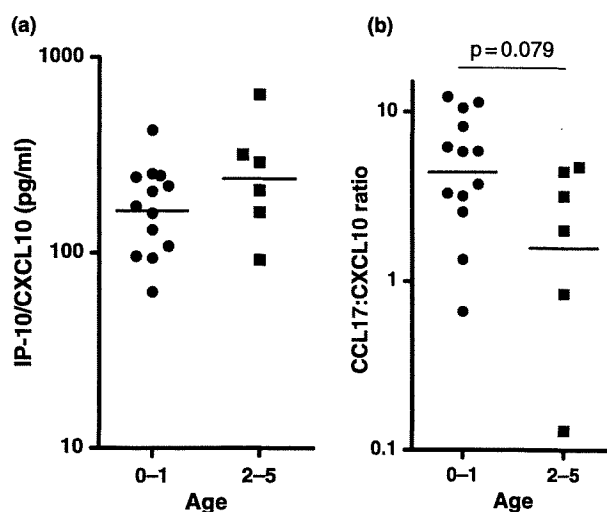 (a)
1000
100
10
IP-10/CXCL10 (pg/ml)
0–1
2–5
Age
(b)
p=0.079
10
1
0.1
CCL17:CXCL10 ratio
0–1
2–5
Age